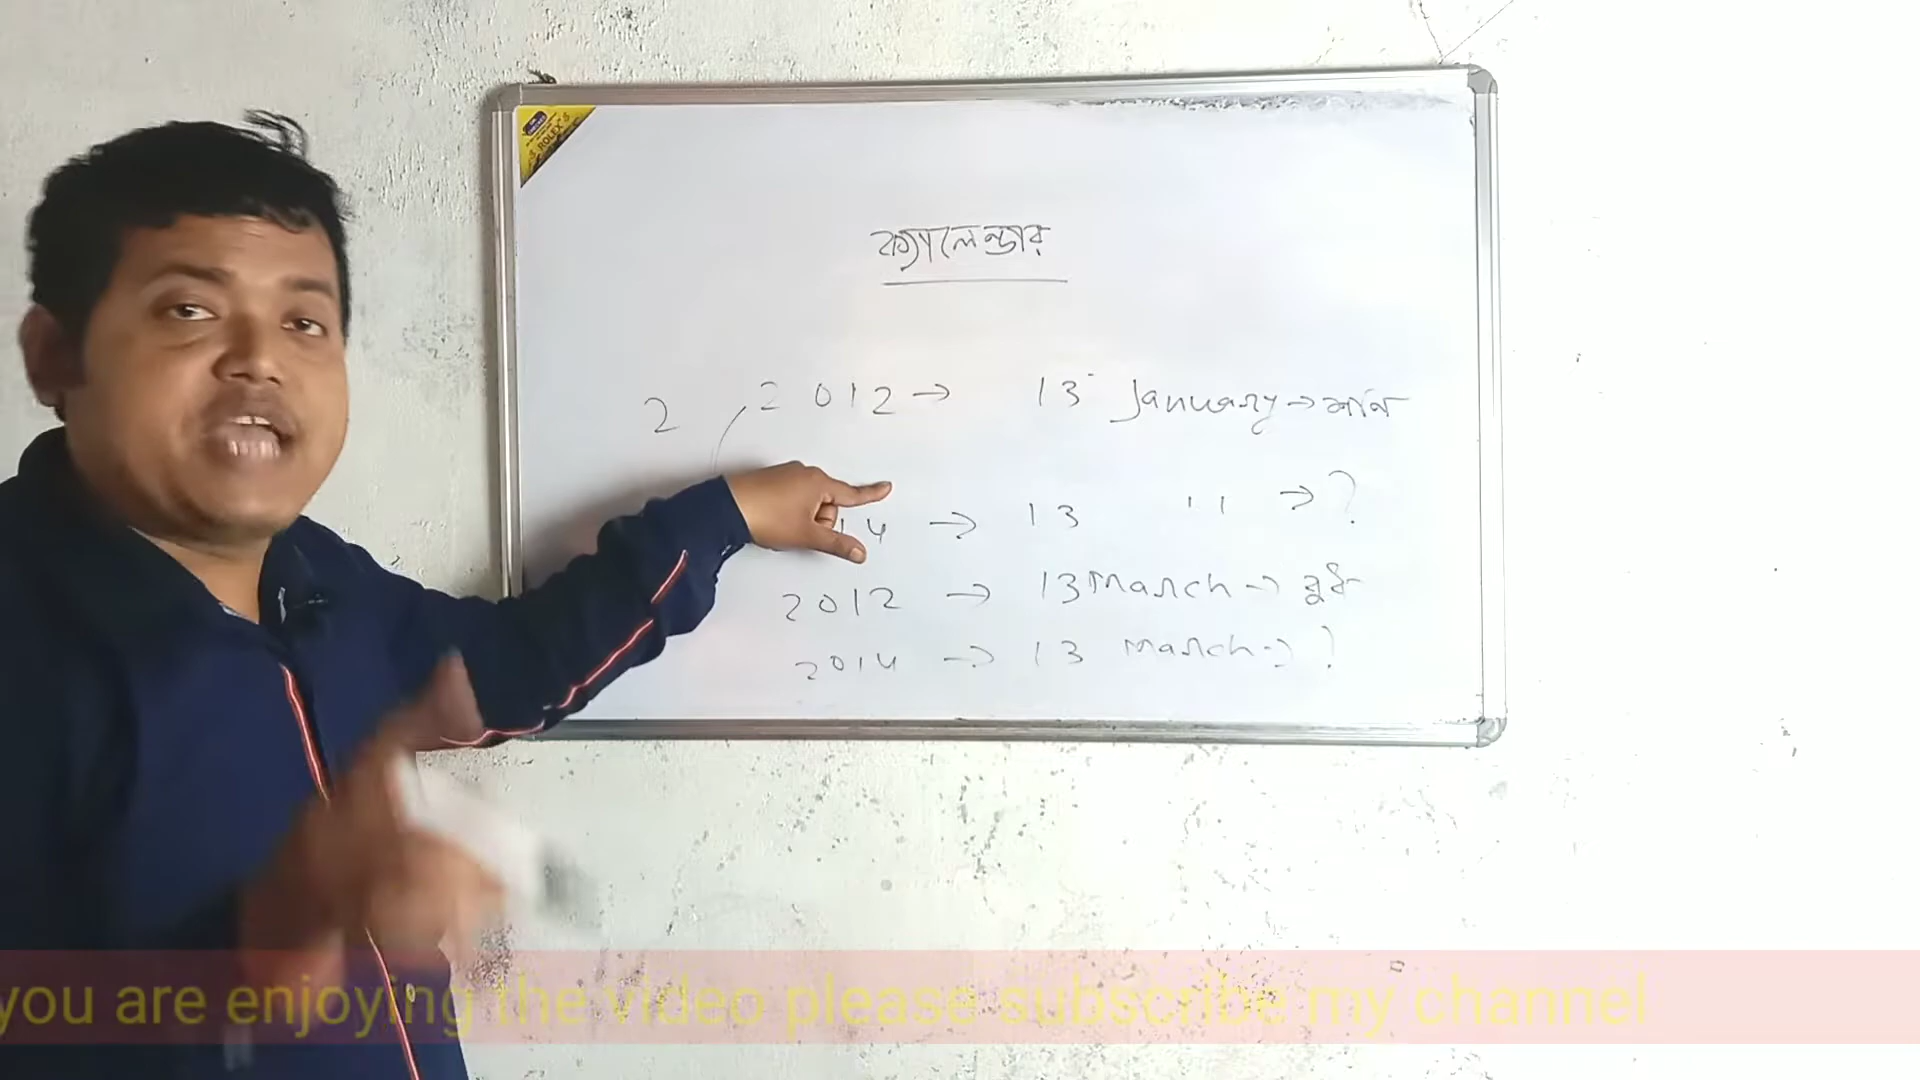 ROLEX
ক্যালেন্ডার
2 2012 → 13 January → শনি
14 → 13 " → ?
2012 → 13 March → বুধ
2014 → 13 March → ?
you are enjoying the video please subscribe my channel